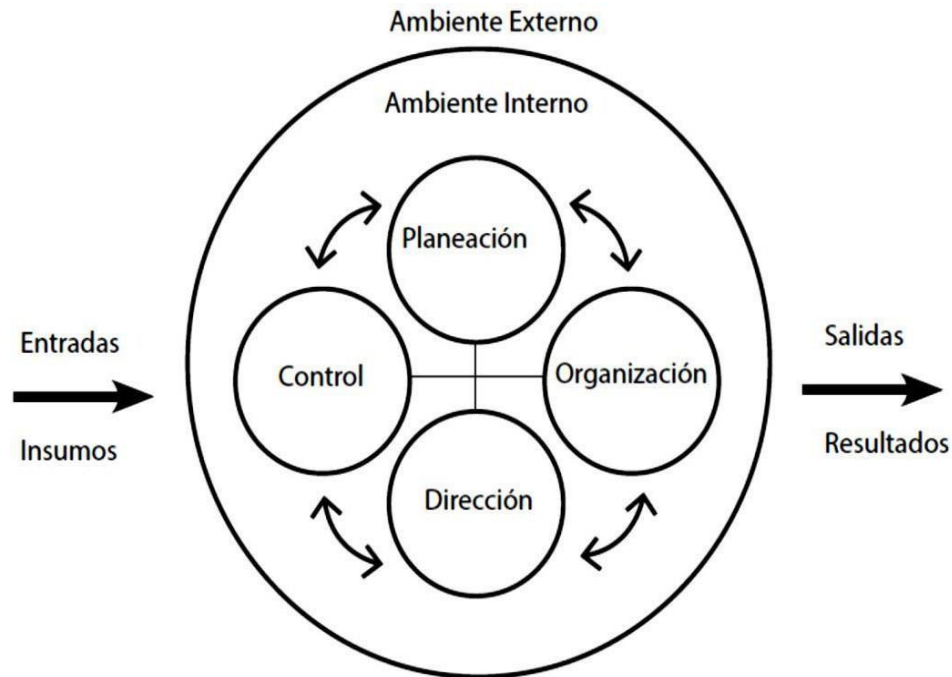 Ambiente Externo
Ambiente Interno
Planeación
Entradas
Control
Organización
Salidas
Insumos
Dirección
Resultados